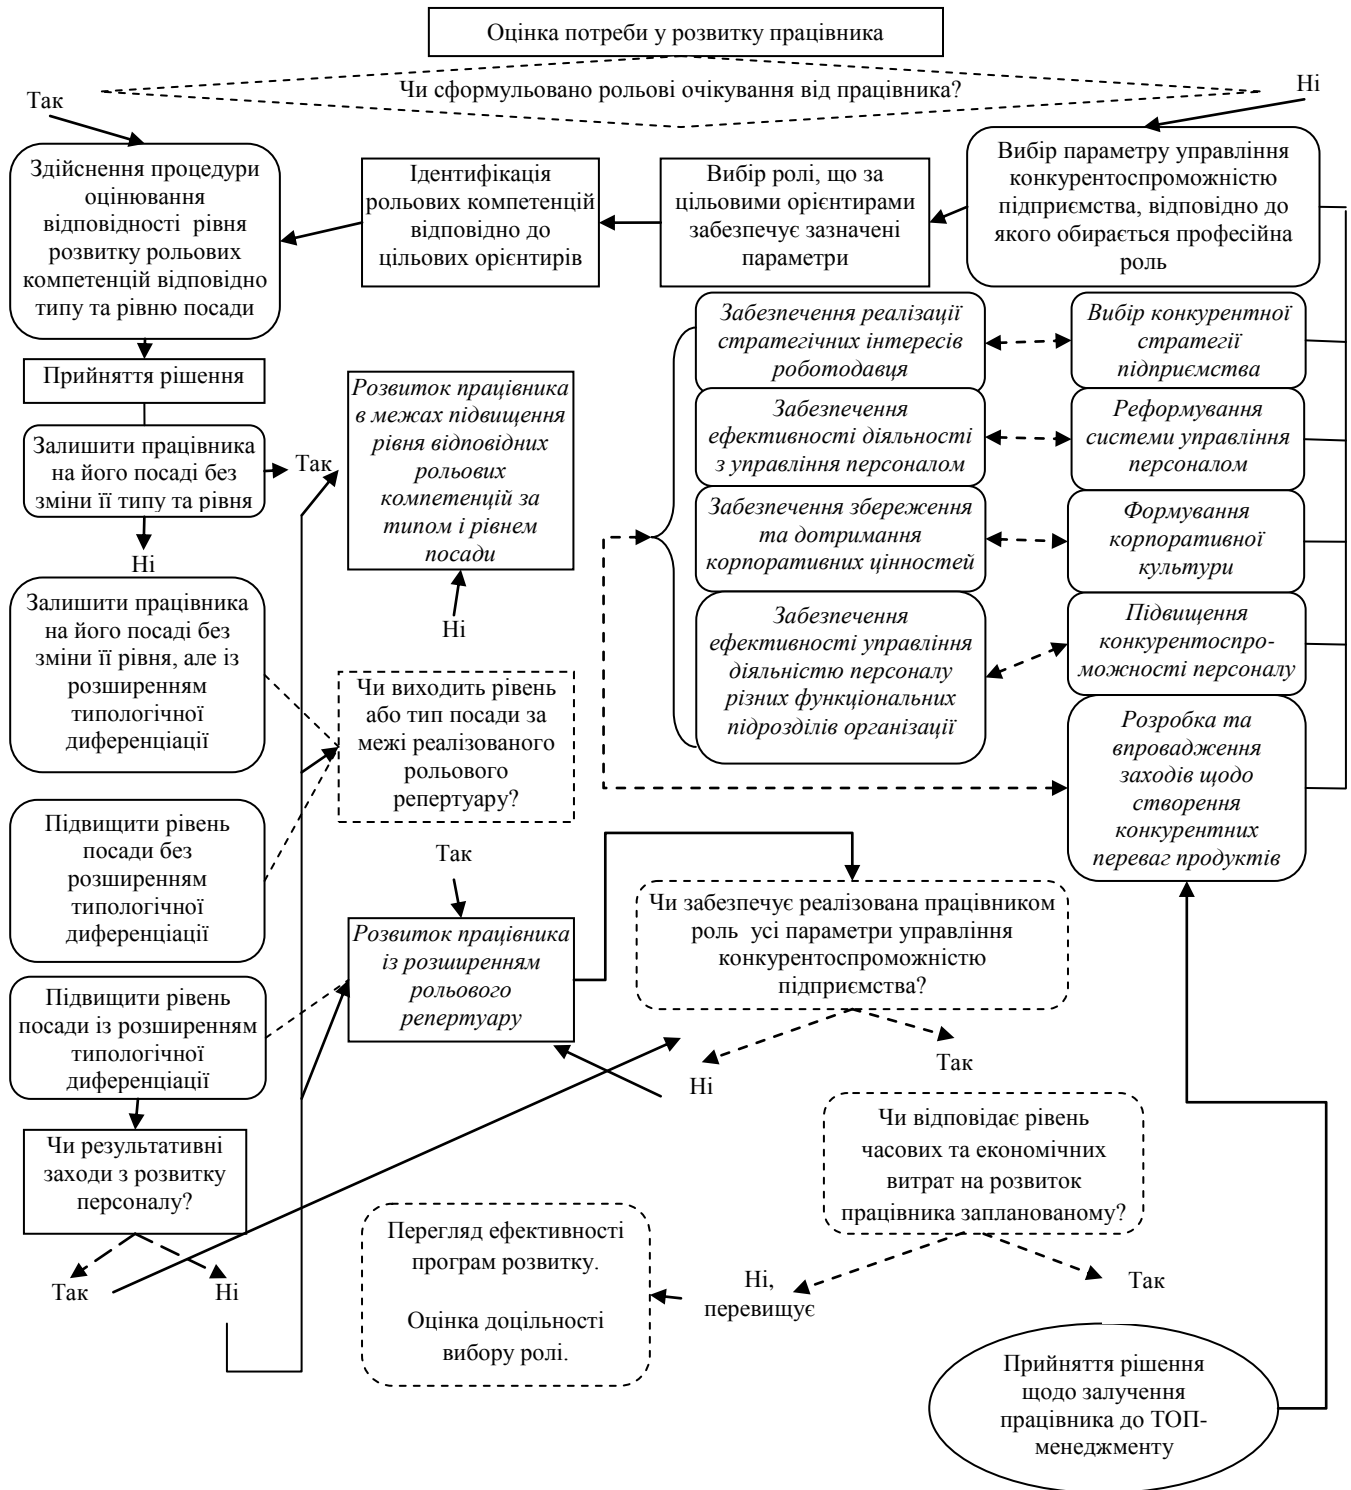 Оцінка потреби у розвитку працівника
Чи сформульовано рольові очікування від працівника?
Так
Ні
Здійснення процедури
оцінювання
відповідності рівня
розвитку рольових
компетенцій відповідно
типу та рівню посади
Ідентифікація
рольових компетенцій
відповідно до
цільових орієнтирів
Вибір ролі, що за
цільовими орієнтирами
забезпечує зазначені
параметри
Вибір параметру управління
конкурентоспроможністю
підприємства, відповідно до
якого обирається професійна
роль
Прийняття рішення
Залишити працівника
на його посаді без
зміни її типу та рівня
Так
Ні
Розвиток працівника
в межах підвищення
рівня відповідних
рольових
компетенцій за
типом і рівнем
посади
Ні
Забезпечення реалізації
стратегічних інтересів
роботодавця
Вибір конкурентної
стратегії
підприємства
Забезпечення
ефективності діяльності
з управління персоналом
Реформування
системи управління
персоналом
Забезпечення збереження
та дотримання
корпоративних цінностей
Формування
корпоративної
культури
Забезпечення
ефективності управління
діяльністю персоналу
різних функціональних
підрозділів організації
Підвищення
конкурентоспро-
можності персоналу
Розробка та
впровадження
заходів щодо
створення
конкурентних
переваг продуктів
Залишити працівника
на його посаді без
зміни її рівня, але із
розширенням
типологічної
диференціації
Чи виходить рівень
або тип посади за
межі реалізованого
рольового
репертуару?
Підвищити рівень
посади без
розширенням
типологічної
диференціації
Так
Розвиток працівника
із розширенням
рольового
репертуару
Чи забезпечує реалізована працівником
роль усі параметри управління
конкурентоспроможністю
підприємства?
Підвищити рівень
посади із розширенням
типологічної
диференціації
Ні
Так
Чи результативні
заходи з розвитку
персоналу?
Чи відповідає рівень
часових та економічних
витрат на розвиток
працівника запланованому?
Так
Ні
Перегляд ефективності
програм розвитку.
Оцінка доцільності
вибору ролі.
Ні,
перевищує
Так
Прийняття рішення
щодо залучення
працівника до ТОП-
менеджменту